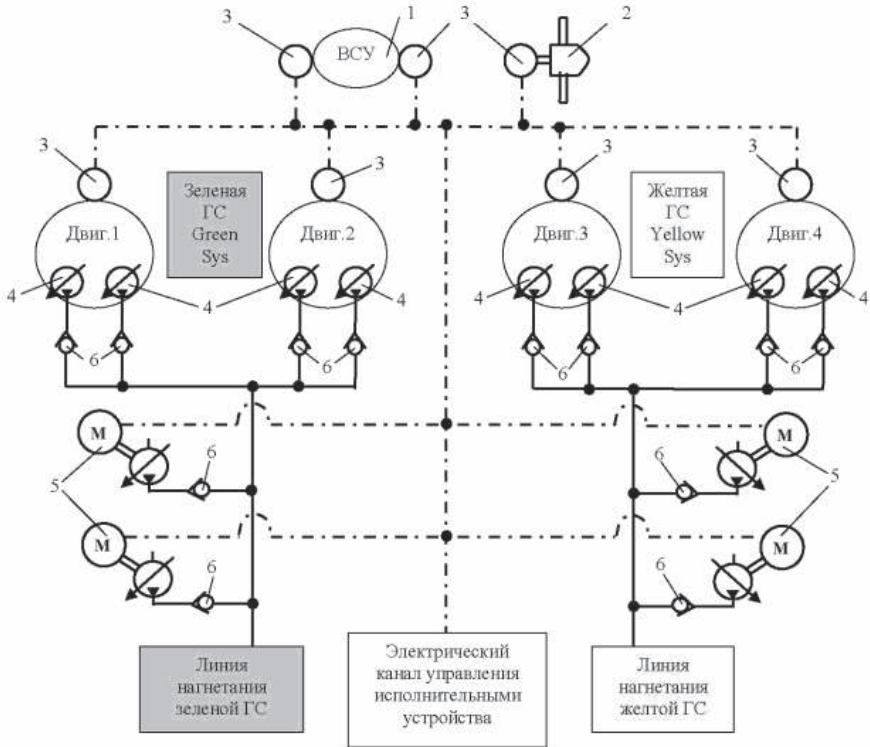 3
1
3
3
2
ВСУ
3
3
3
3
Зеленая
ГС
Green
Sys
Желтая
ГС
Yellow
Sys
Двиг.1
Двиг.2
Двиг.3
Двиг.4
4
4
4
4
4
4
6
6
6
6
М
6
6
М
5
5
М
6
6
М
Линия
нагнетания
зеленой ГС
Электрический
канал управления
исполнительными
устройства
Линия
нагнетания
желтой ГС